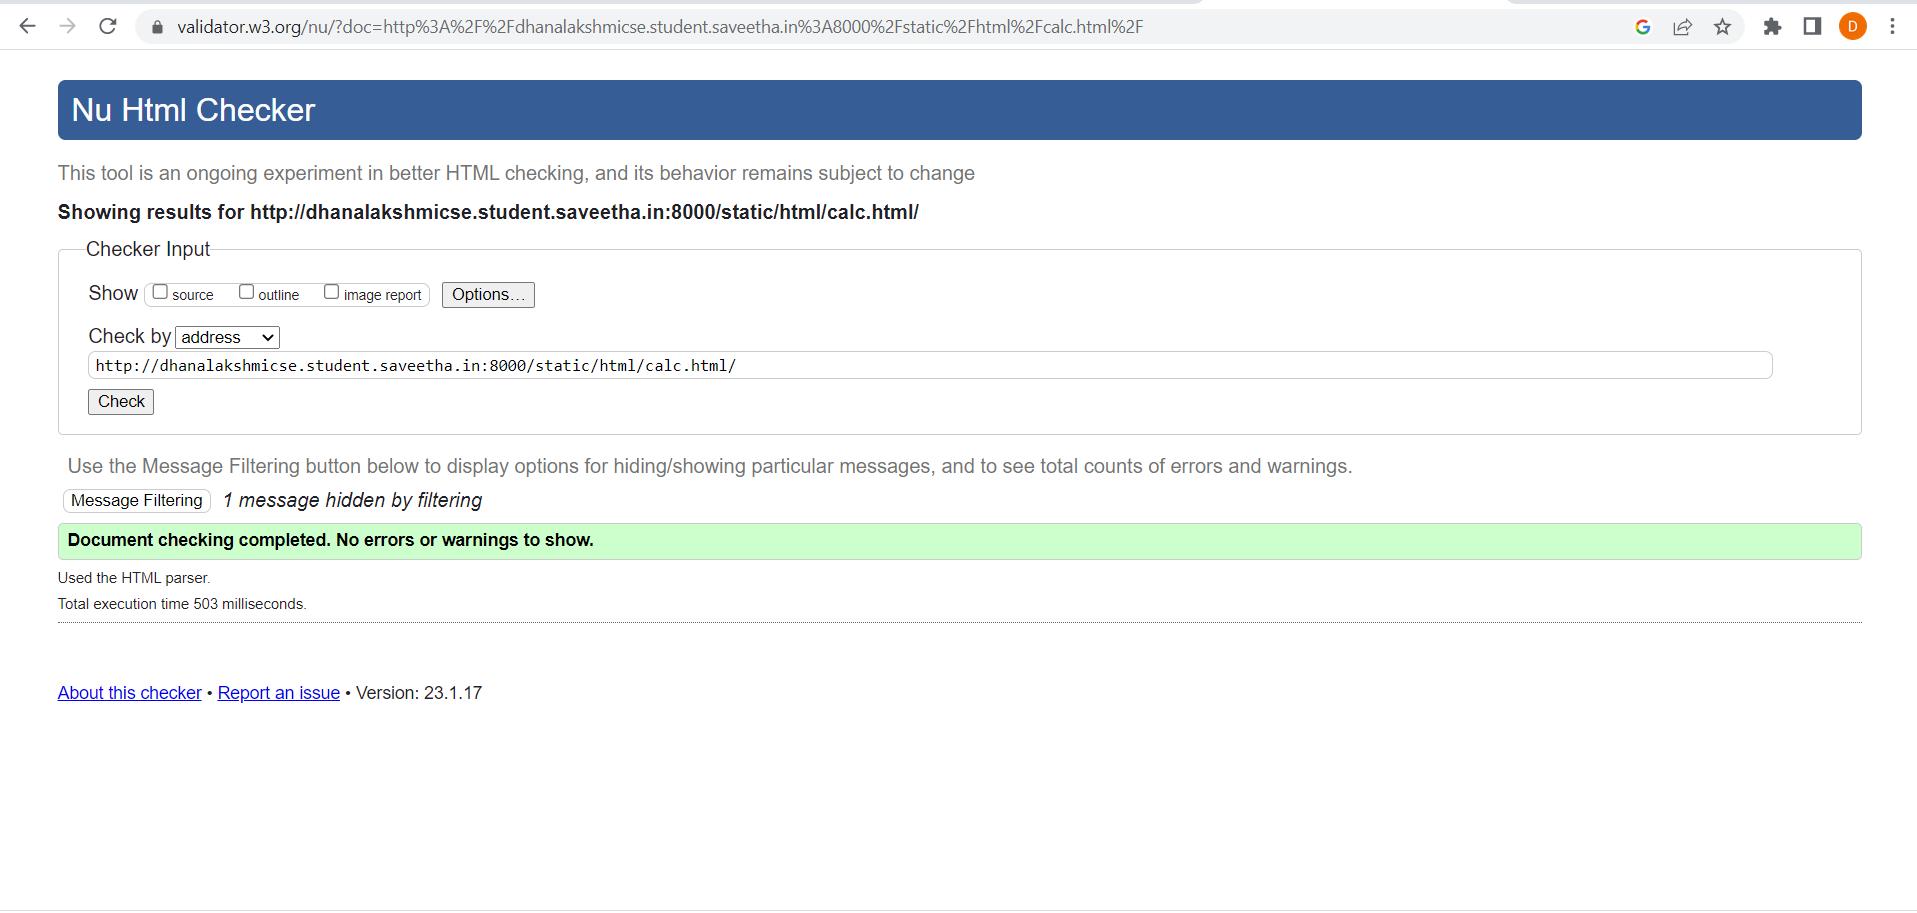 validator.w3.org/nu/?doc=http%3A%2F%2Fdhanalakshmicse.student.saveetha.in%3A8000%2Fstatic%2Fhtml%2Fcalc.html%2F
D
Nu Html Checker
This tool is an ongoing experiment in better HTML checking, and its behavior remains subject to change
Showing results for http://dhanalakshmicse.student.saveetha.in:8000/static/html/calc.html/
Checker Input
Show source outline image report Options...
Check by address
http://dhanalakshmicse.student.saveetha.in:8000/static/html/calc.html/
Check
Use the Message Filtering button below to display options for hiding/showing particular messages, and to see total counts of errors and warnings.
Message Filtering 1 message hidden by filtering
Document checking completed. No errors or warnings to show.
Used the HTML parser.
Total execution time 503 milliseconds.
About this checker • Report an issue • Version: 23.1.17